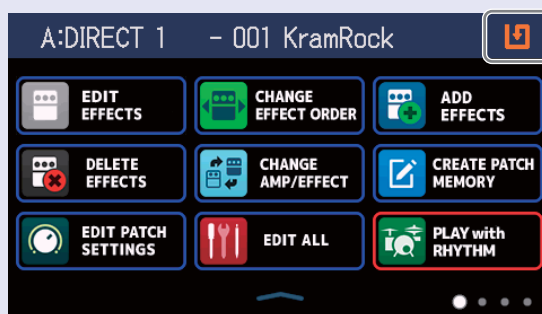 A:DIRECT 1 - 001 KramRock
EDIT
EFFECTS
CHANGE
EFFECT ORDER
ADD
EFFECTS
DELETE
EFFECTS
CHANGE
AMP/EFFECT
CREATE PATCH
MEMORY
EDIT PATCH
SETTINGS
EDIT ALL
PLAY with
RHYTHM